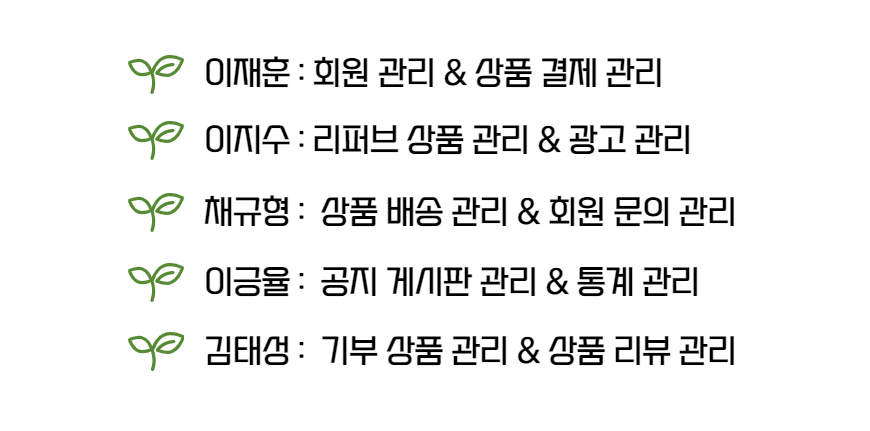 이재훈 : 회원 관리 & 상품 결제 관리
이지수 : 리퍼브 상품 관리 & 광고 관리
채규형 : 상품 배송 관리 & 회원 문의 관리
이긍율 : 공지 게시판 관리 & 통계 관리
김태성 : 기부 상품 관리 & 상품 리뷰 관리